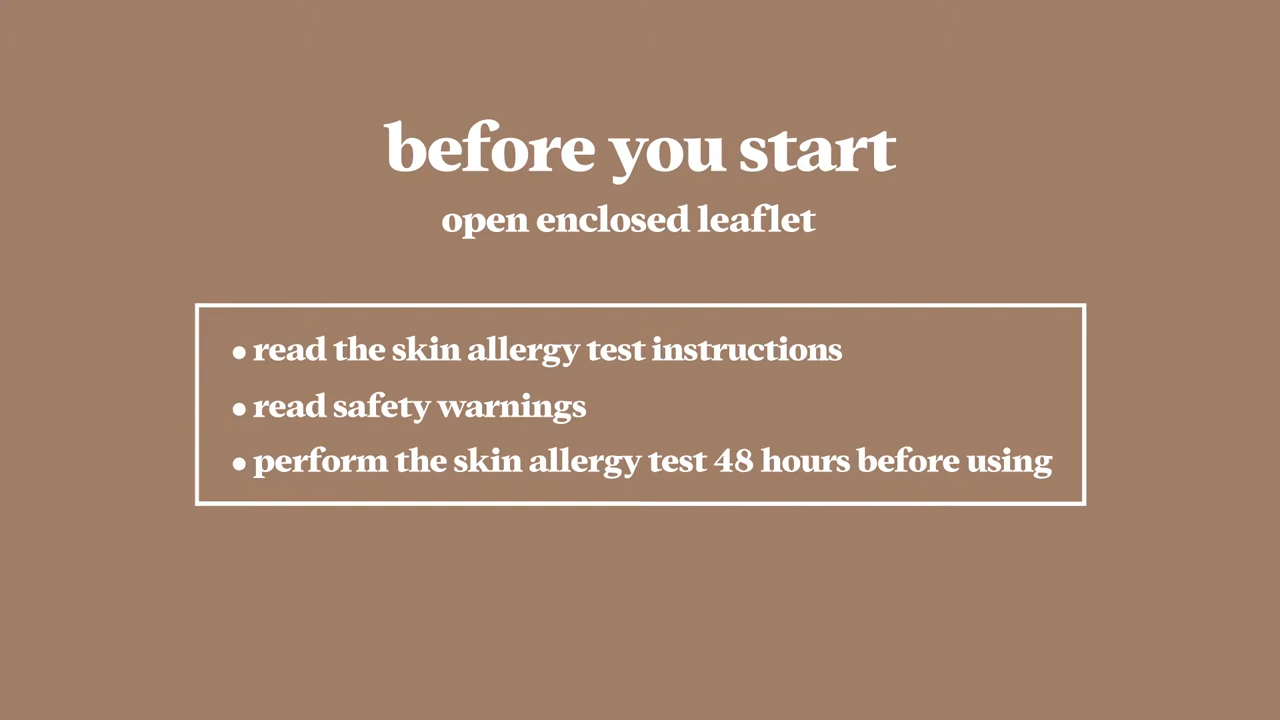 before you start
open enclosed leaflet
• read the skin allergy test instructions
• read safety warnings
• perform the skin allergy test 48 hours before using